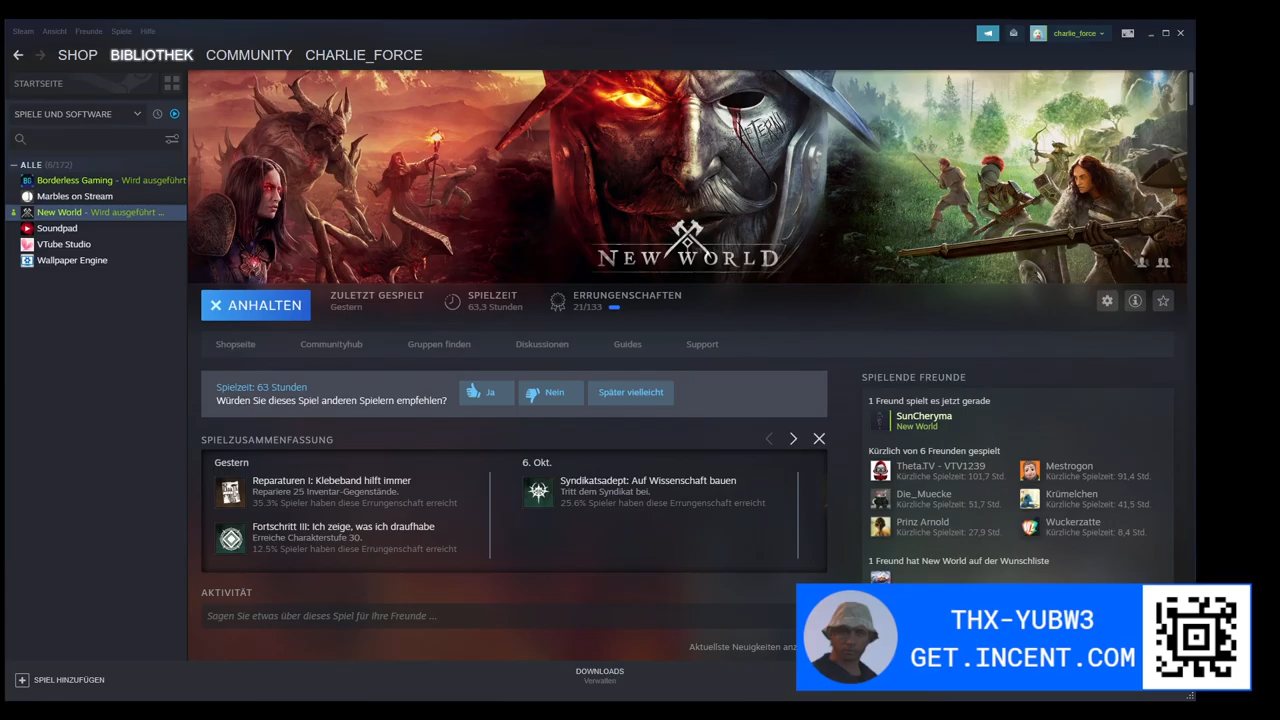 Steam Ansicht Freunde Spiele Hilfe
charlie_force
SHOP BIBLIOTHEK COMMUNITY CHARLIE_FORCE
STARTSEITE
SPIELE UND SOFTWARE
ALLE (6/172)
BG Borderless Gaming - Wird ausgeführt
Marbles on Stream
New World - Wird ausgeführt ...
Soundpad
VTube Studio
Wallpaper Engine
AETERNUM
NEW WORLD
ANHALTEN
ZULETZT GESPIELT
Gestern
SPIELZEIT
63,3 Stunden
ERRUNGENSCHAFTEN
21/133
Shopseite Communityhub Gruppen finden Diskussionen Guides Support
Spielzeit: 63 Stunden
Würden Sie dieses Spiel anderen Spielern empfehlen?
Ja Nein Später vielleicht
SPIELZUSAMMENFASSUNG
Gestern
Reparaturen I: Klebeband hilft immer
Repariere 25 Inventar-Gegenstände.
35.3% Spieler haben diese Errungenschaft erreicht
Fortschritt III: Ich zeige, was ich draufhabe
Erreiche Charakterstufe 30.
12.5% Spieler haben diese Errungenschaft erreicht
6. Okt.
Syndikatsadept: Auf Wissenschaft bauen
Tritt dem Syndikat bei.
25.6% Spieler haben diese Errungenschaft erreicht
AKTIVITÄT
Sagen Sie etwas über dieses Spiel für Ihre Freunde ...
Aktuellste Neuigkeiten anz
SPIELENDE FREUNDE
1 Freund spielt es jetzt gerade
SunCheryma
New World
Kürzlich von 6 Freunden gespielt
Theta.TV - VTV1239
Kürzliche Spielzeit: 101,7 Std.
Mestrogon
Kürzliche Spielzeit: 91,4 Std.
Die_Muecke
Kürzliche Spielzeit: 51,7 Std.
Krümelchen
Kürzliche Spielzeit: 41,5 Std.
Prinz Arnold
Kürzliche Spielzeit: 27,9 Std.
Wuckerzatte
Kürzliche Spielzeit: 8,4 Std.
1 Freund hat New World auf der Wunschliste
THX-YUBW3
GET.INCENT.COM
SPIEL HINZUFÜGEN
DOWNLOADS
Verwalten